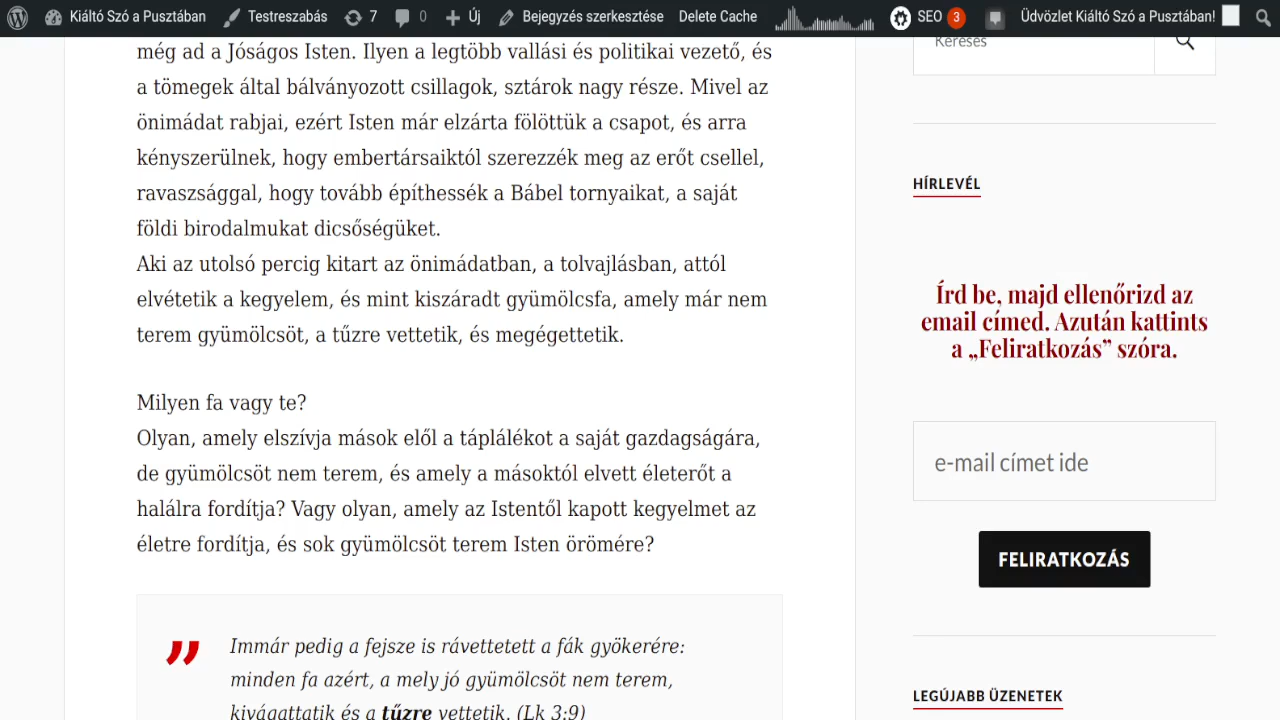 Kiáltó Szó a Pusztában Testreszabás 7 0 Új Bejegyzés szerkesztése Delete Cache SEO 3 Üdvözlet Kiáltó Szó a Pusztában!
még ad a Jóságos Isten. Ilyen a legtöbb vallási és politikai vezető, és
a tömegek által bálványozott csillagok, sztárok nagy része. Mivel az
önimádat rabjai, ezért Isten már elzárta fölöttük a csapot, és arra
kényszerülnek, hogy embertársaiktól szerezzék meg az erőt csellel,
ravaszsággal, hogy tovább építhessék a Bábel tornyaikat, a saját
földi birodalmukat dicsőségüket.
Aki az utolsó percig kitart az önimádatban, a tolvajlásban, attól
elvétetik a kegyelem, és mint kiszáradt gyümölcsfa, amely már nem
terem gyümölcsöt, a tűzre vettetik, és megégettetik.
Milyen fa vagy te?
Olyan, amely elszívja mások elől a táplálékot a saját gazdagságára,
de gyümölcsöt nem terem, és amely a másoktól elvett életerőt a
halálra fordítja? Vagy olyan, amely az Istentől kapott kegyelmet az
életre fordítja, és sok gyümölcsöt terem Isten örömére?
” Immár pedig a fejsze is rávettetett a fák gyökerére:
minden fa azért, a mely jó gyümölcsöt nem terem,
kivágattatik és a tűzre vettetik. (Lk 3:9)
Keresés
HÍRLEVÉL
Írd be, majd ellenőrizd az
email címed. Azután kattints
a „Feliratkozás” szóra.
e-mail címet ide
FELIRATKOZÁS
LEGÚJABB ÜZENETEK